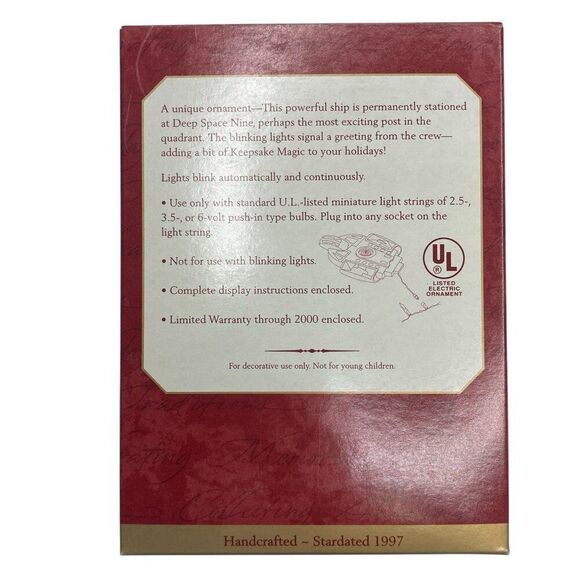 A unique ornament—This powerful ship is permanently stationed
at Deep Space Nine, perhaps the most exciting post in the
quadrant. The blinking lights signal a greeting from the crew—
adding a bit of Keepsake Magic to your holidays!
Lights blink automatically and continuously.
• Use only with standard U.L.-listed miniature light strings of 2.5-,
3.5-, or 6-volt push-in type bulbs. Plug into any socket on the
light string.
• Not for use with blinking lights.
• Complete display instructions enclosed.
• Limited Warranty through 2000 enclosed.
UL
®
LISTED
ELECTRIC
ORNAMENT
For decorative use only. Not for young children.
Traditions
Enduring
Handcrafted ~ Stardated 1997